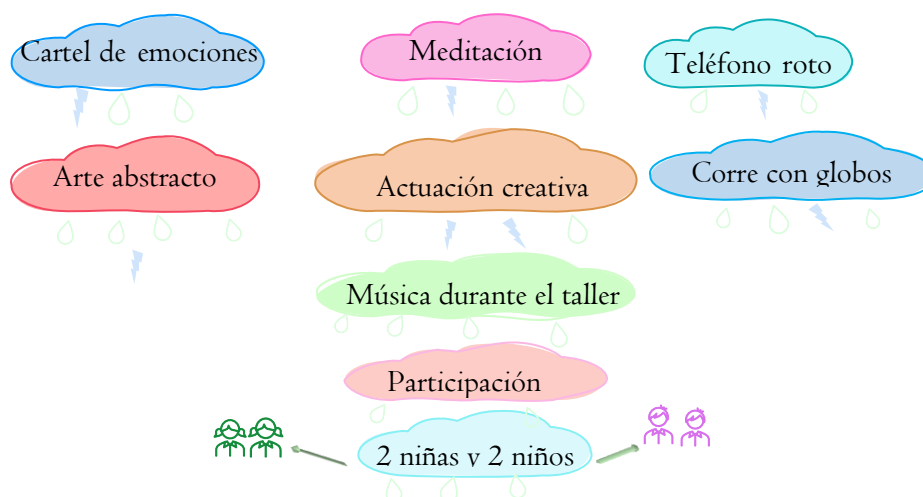 Cartel de emociones
Meditación
Teléfono roto
Arte abstracto
Actuación creativa
Corre con globos
Música durante el taller
Participación
2 niñas y 2 niños